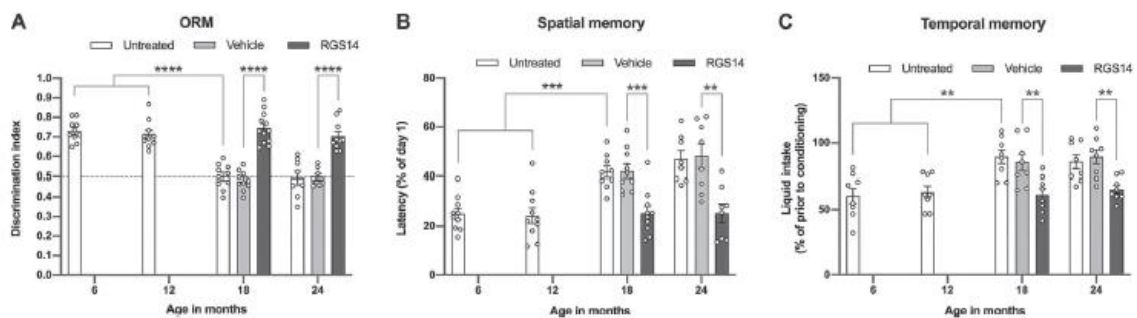 A
ORM
Untreated
Vehicle
RGS14
****
****
****
Discrimination index
1.0
0.9
0.8
0.7
0.6
0.5
0.4
0.3
0.2
0.1
0.0
6
12
18
24
Age in months
B
Spatial memory
Untreated
Vehicle
RGS14
***
***
**
Latency (% of day 1)
80
60
40
20
0
6
12
18
24
Age in months
C
Temporal memory
Untreated
Vehicle
RGS14
**
**
**
Liquid intake
(% of prior to conditioning)
150
100
50
0
6
12
18
24
Age in months